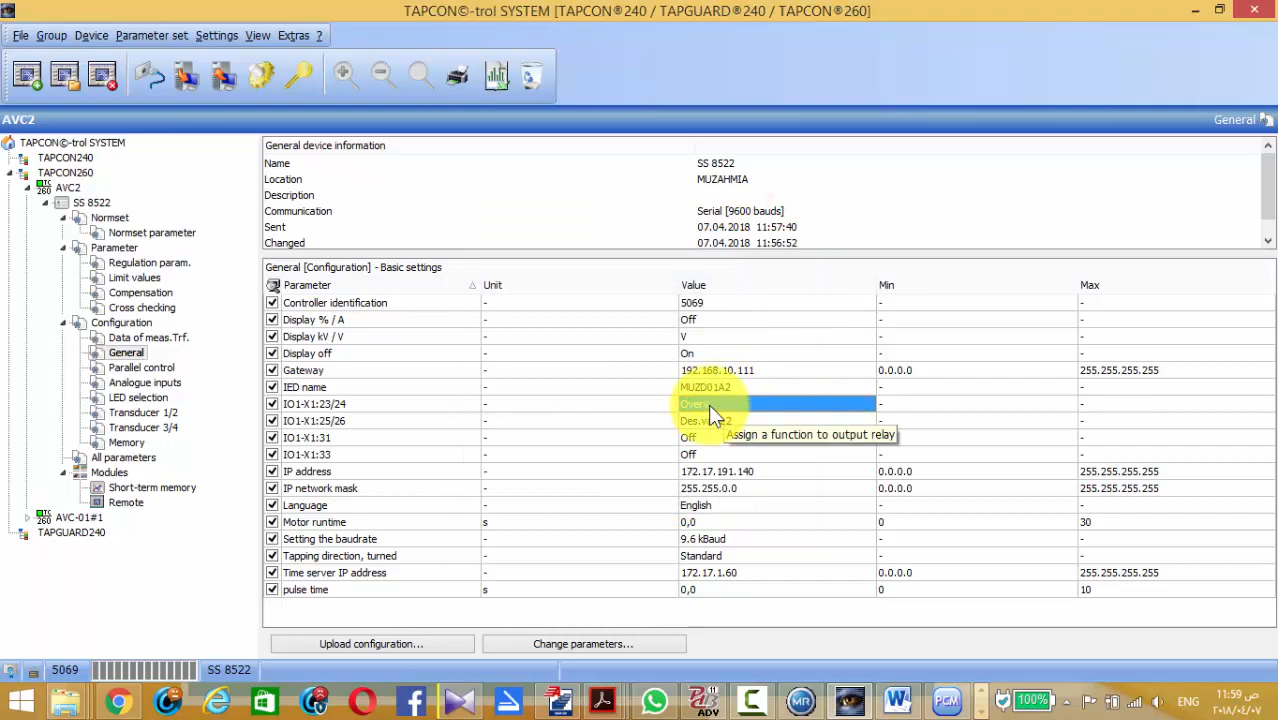 TAPCON©-trol SYSTEM [TAPCON®240 / TAPGUARD®240 / TAPCON®260]
File Group Device Parameter set Settings View Extras ?
AVC2 General
TAPCON©-trol SYSTEM
TAPCON240
TAPCON260
AVC2
SS 8522
Normset
Normset parameter
Parameter
Regulation param.
Limit values
Compensation
Cross checking
Configuration
Data of meas.Trf.
General
Parallel control
Analogue inputs
LED selection
Transducer 1/2
Transducer 3/4
Memory
All parameters
Modules
Short-term memory
Remote
AVC-01#1
TAPGUARD240
General device information
Name SS 8522
Location MUZAHMIA
Description
Communication Serial [9600 bauds]
Sent 07.04.2018 11:57:40
Changed 07.04.2018 11:56:52
General [Configuration] - Basic settings
Parameter Unit Value Min Max
Controller identification - 5069 - -
Display % / A - Off - -
Display kV / V - V - -
Display off - On - -
Gateway - 192.168.10.111 0.0.0.0 255.255.255.255
IED name - MUZD01A2 - -
IO1-X1:23/24 - - -
IO1-X1:25/26 - - -
IO1-X1:31 - Off - -
IO1-X1:33 - Off - -
Assign a function to output relay
IP address - 172.17.191.140 0.0.0.0 255.255.255.255
IP network mask - 255.255.0.0 0.0.0.0 255.255.255.255
Language - English - -
Motor runtime s 0,0 0 30
Setting the baudrate - 9.6 kBaud - -
Tapping direction, turned - Standard - -
Time server IP address - 172.17.1.60 0.0.0.0 255.255.255.255
pulse time s 0,0 0 10
Upload configuration... Change parameters...
5069 SS 8522
100% ENG 11:59 ص
٢٠١٨/٠٤/٠٧